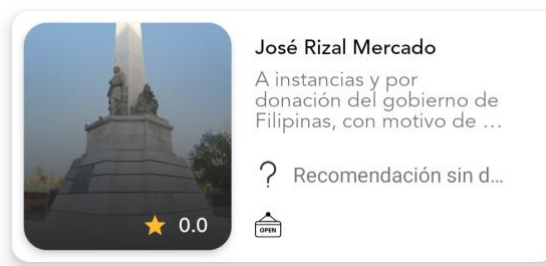 José Rizal Mercado
A instancias y por
donación del gobierno de
Filipinas, con motivo de ...
? Recomendación sin d...
0.0
OPEN